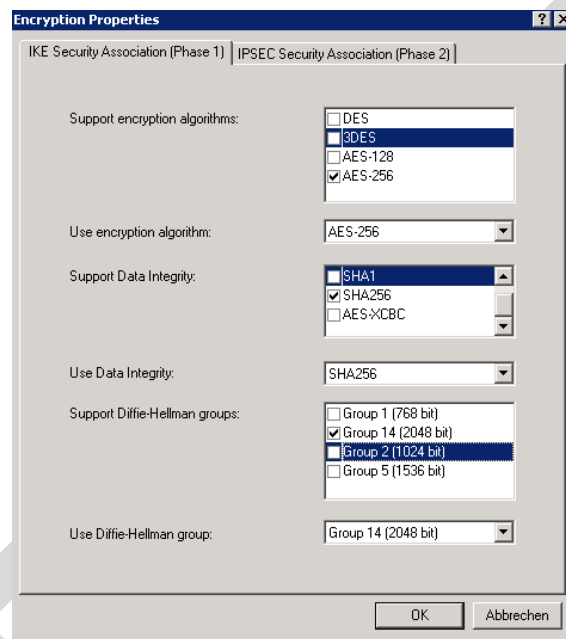 Encryption Properties
IKE Security Association (Phase 1)
IPSEC Security Association (Phase 2)
Support encryption algorithms:
DES
3DES
AES-128
AES-256
Use encryption algorithm:
AES-256
Support Data Integrity:
SHA1
SHA256
AES-XCBC
Use Data Integrity:
SHA256
Support Diffie-Hellman groups:
Group 1 (768 bit)
Group 14 (2048 bit)
Group 2 (1024 bit)
Group 5 (1536 bit)
Use Diffie-Hellman group:
Group 14 (2048 bit)
OK
Abbrechen